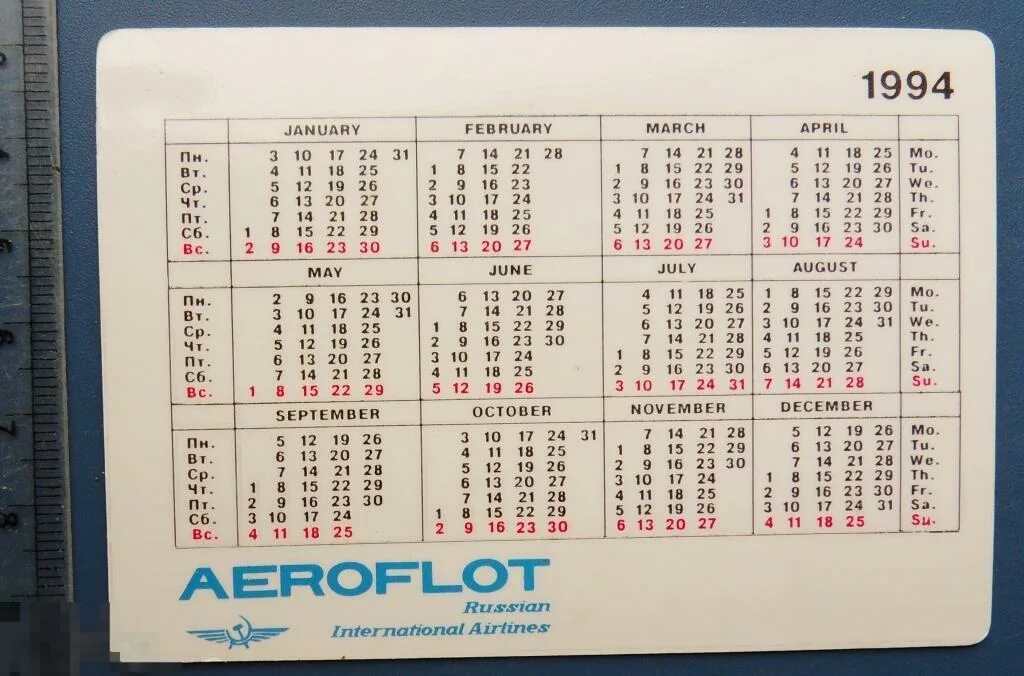 1994
JANUARY FEBRUARY MARCH APRIL
Пн. 3 10 17 24 31 7 14 21 28 7 14 21 28 4 11 18 25 Mo.
Вт. 4 11 18 25 1 8 15 22 1 8 15 22 29 5 12 19 26 Tu.
Ср. 5 12 19 26 2 9 16 23 2 9 16 23 30 6 13 20 27 We.
Чт. 6 13 20 27 3 10 17 24 3 10 17 24 31 7 14 21 28 Th.
Пт. 7 14 21 28 4 11 18 25 4 11 18 25 1 8 15 22 29 Fr.
Сб. 1 8 15 22 29 5 12 19 26 5 12 19 26 2 9 16 23 30 Sa.
Вс. 2 9 16 23 30 6 13 20 27 6 13 20 27 3 10 17 24 Su.
MAY JUNE JULY AUGUST
Пн. 2 9 16 23 30 6 13 20 27 4 11 18 25 1 8 15 22 29 Mo.
Вт. 3 10 17 24 31 7 14 21 28 5 12 19 26 2 9 16 23 30 Tu.
Ср. 4 11 18 25 1 8 15 22 29 6 13 20 27 3 10 17 24 31 We.
Чт. 5 12 19 26 2 9 16 23 30 7 14 21 28 4 11 18 25 Th.
Пт. 6 13 20 27 3 10 17 24 1 8 15 22 29 5 12 19 26 Fr.
Сб. 7 14 21 28 4 11 18 25 2 9 16 23 30 6 13 20 27 Sa.
Вс. 1 8 15 22 29 5 12 19 26 3 10 17 24 31 7 14 21 28 Su.
SEPTEMBER OCTOBER NOVEMBER DECEMBER
Пн. 5 12 19 26 3 10 17 24 31 7 14 21 28 5 12 19 26 Mo.
Вт. 6 13 20 27 4 11 18 25 1 8 15 22 29 6 13 20 27 Tu.
Ср. 7 14 21 28 5 12 19 26 2 9 16 23 30 7 14 21 28 We.
Чт. 1 8 15 22 29 6 13 20 27 3 10 17 24 1 8 15 22 29 Th.
Пт. 2 9 16 23 30 7 14 21 28 4 11 18 25 2 9 16 23 30 Fr.
Сб. 3 10 17 24 1 8 15 22 29 5 12 19 26 3 10 17 24 31 Sa.
Вс. 4 11 18 25 2 9 16 23 30 6 13 20 27 4 11 18 25 Su.
AEROFLOT
Russian
International Airlines